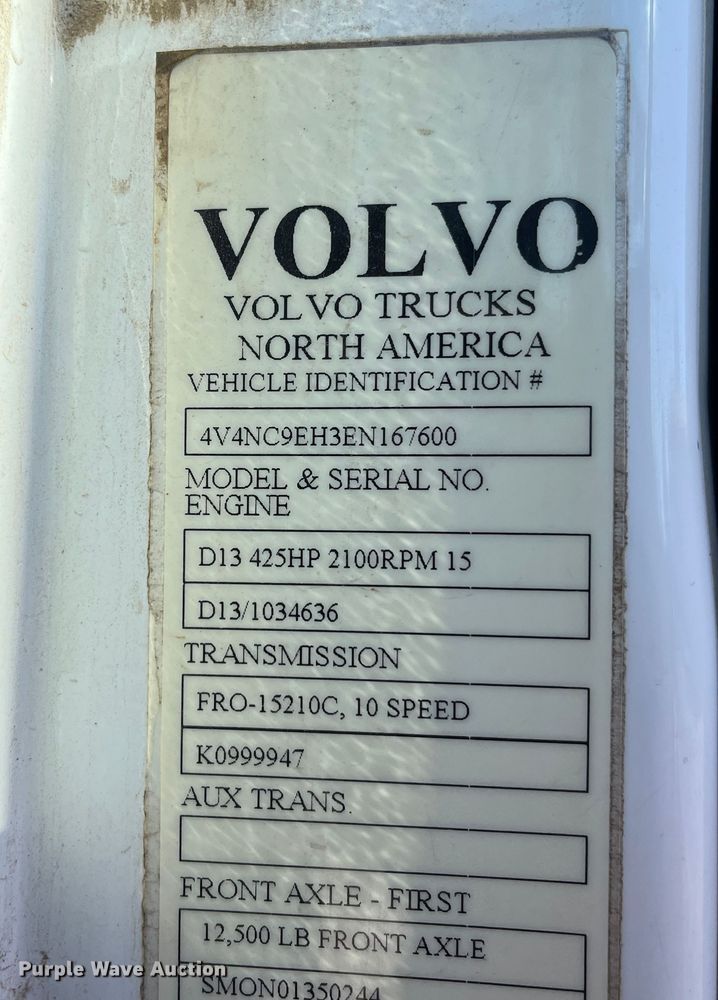 VOLVO
VOLVO TRUCKS
NORTH AMERICA
VEHICLE IDENTIFICATION #
4V4NC9EH3EN167600
MODEL & SERIAL NO.
ENGINE
D13 425HP 2100RPM 15
D13/1034636
TRANSMISSION
FRO-15210C, 10 SPEED
K0999947
AUX TRANS.
FRONT AXLE - FIRST
12,500 LB FRONT AXLE
SMON01350244
Purple Wave Auction